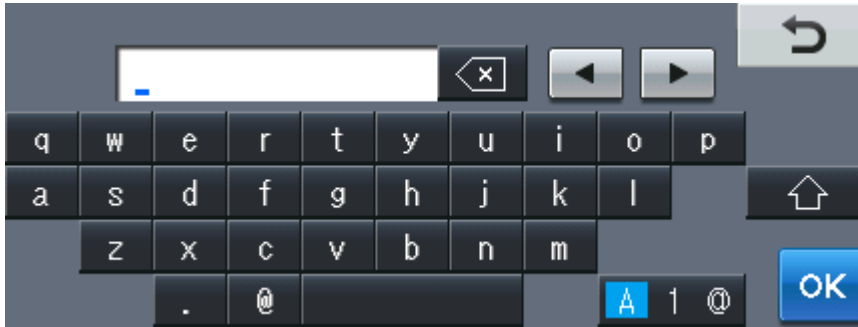 q w e r t y u i o p
a s d f g h j k l
z x c v b n m
. @ A 1 @
OK